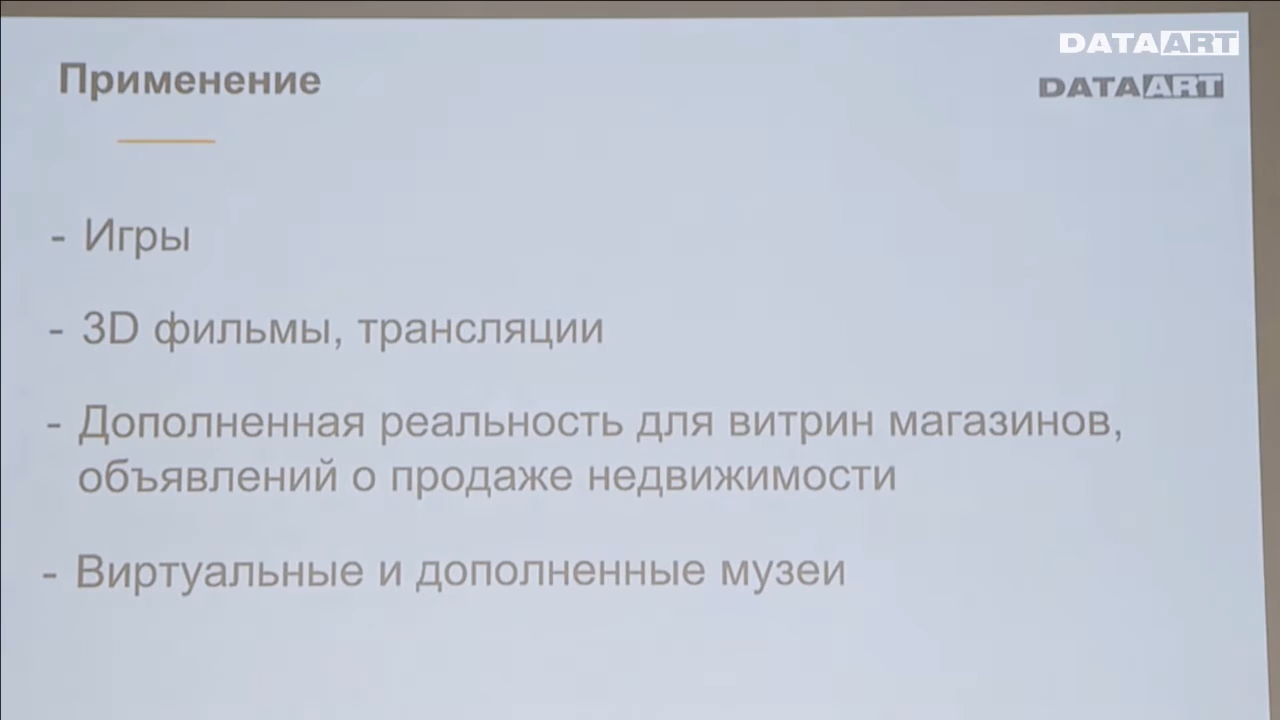 DATAART
Применение
DATAART
- Игры
- 3D фильмы, трансляции
- Дополненная реальность для витрин магазинов,
объявлений о продаже недвижимости
- Виртуальные и дополненные музеи